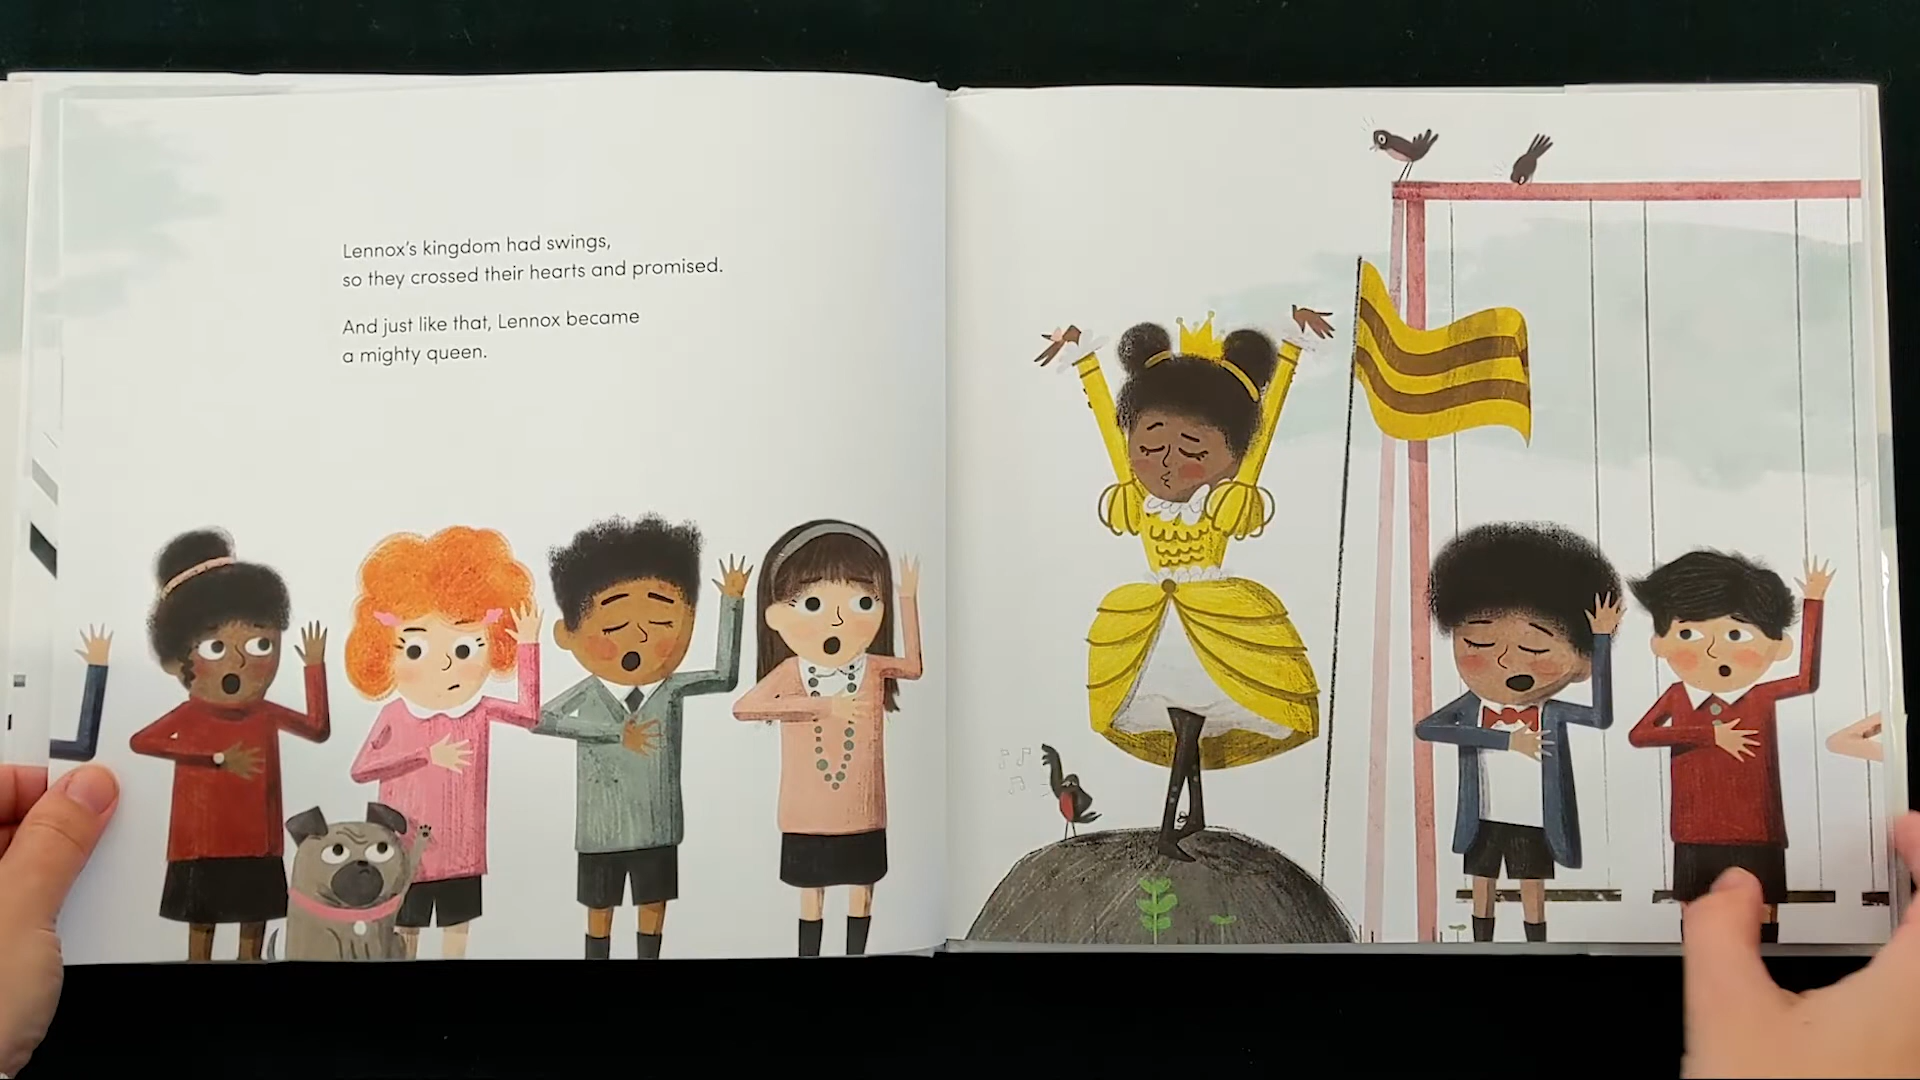 Lennox's kingdom had swings,
so they crossed their hearts and promised.
And just like that, Lennox became
a mighty queen.